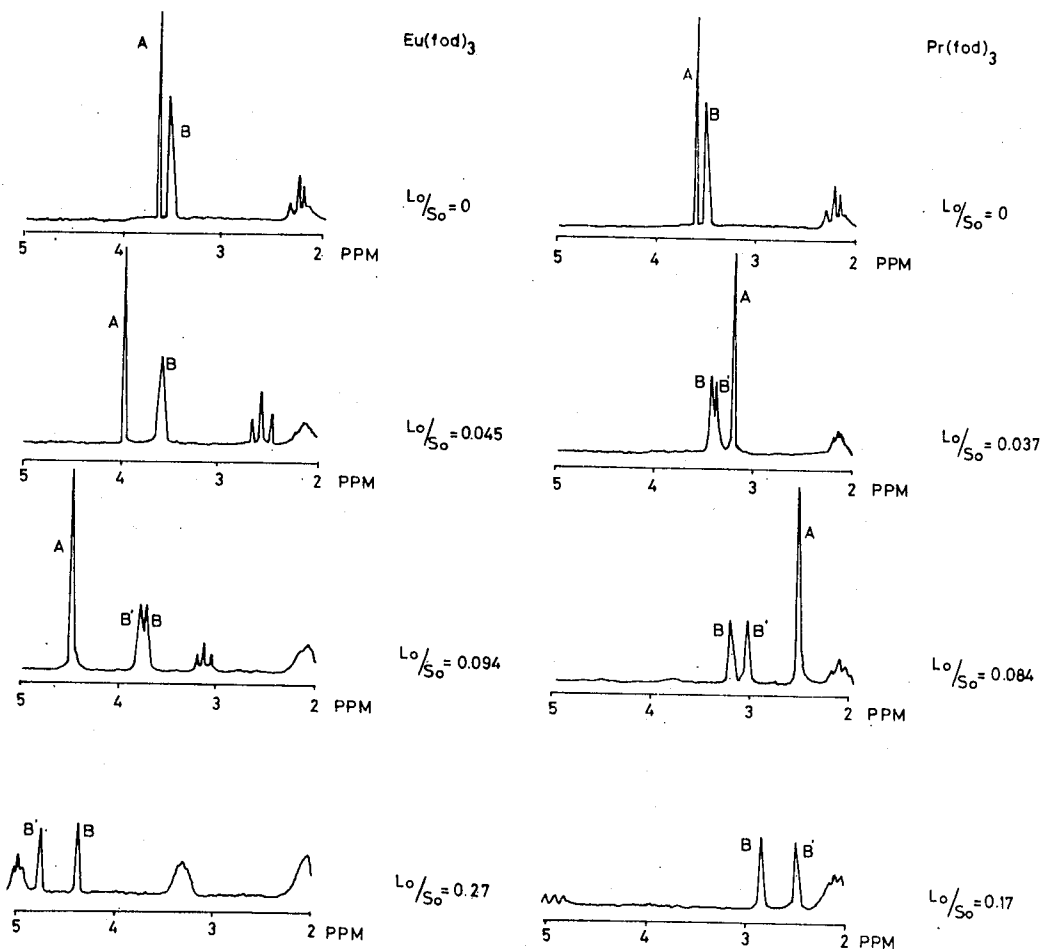 Eu(fod)3
A
B
Lo/So = 0
5 4 3 2 PPM
A
B
Lo/So = 0.045
5 4 3 2 PPM
A
B' B
Lo/So = 0.094
5 4 3 2 PPM
B' B
Lo/So = 0.27
5 4 3 2 PPM
Pr(fod)3
A
B
Lo/So = 0
5 4 3 2 PPM
A
B B'
Lo/So = 0.037
5 4 3 2 PPM
A
B B'
Lo/So = 0.084
5 4 3 2 PPM
B B'
Lo/So = 0.17
5 4 3 2 PPM